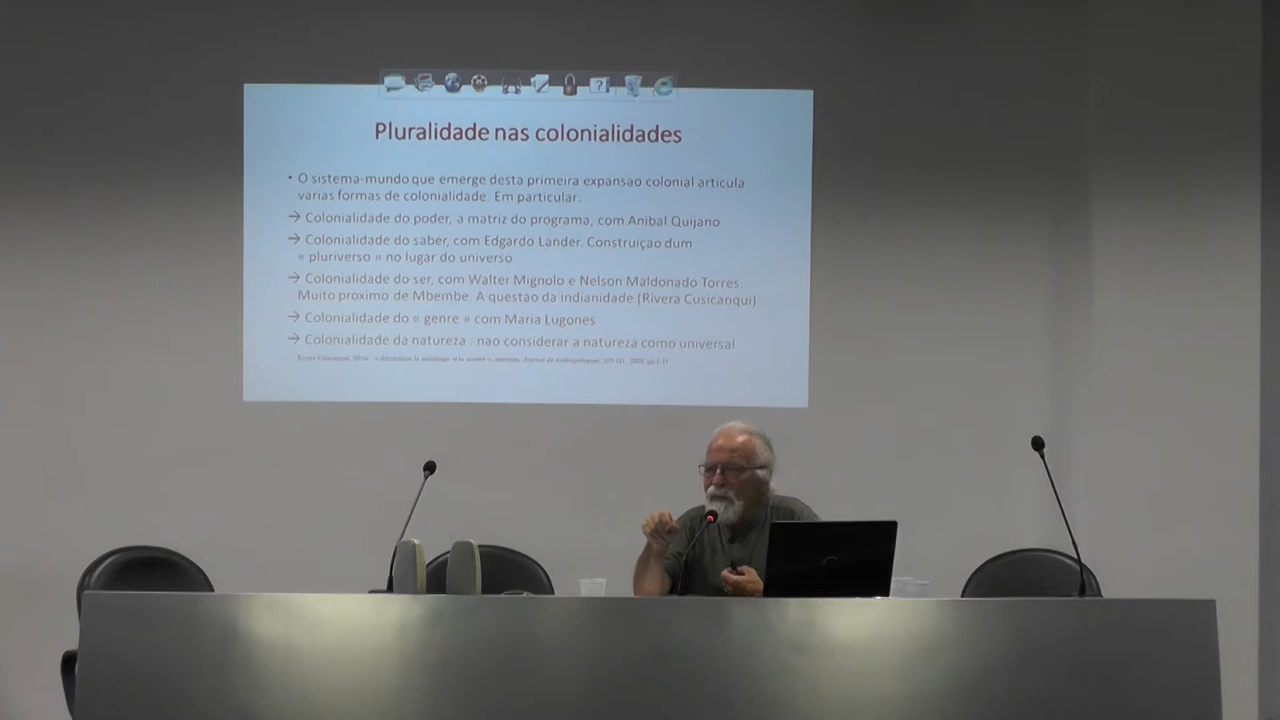 Pluralidade nas colonialidades
• O sistema-mundo que emerge desta primeira expansao colonial articula
varias formas de colonialidade. Em particular:
→ Colonialidade do poder, a matriz do programa, com Anibal Quijano
→ Colonialidade do saber, com Edgardo Lander. Construiçao dum
« pluriverso » no lugar do universo
→ Colonialidade do ser, com Walter Mignolo e Nelson Maldonado Torres.
Muito proximo de Mbembe. A questao da indianidade (Rivera Cusicanqui)
→ Colonialidade do « genre » com Maria Lugones
→ Colonialidade da natureza : nao considerar a natureza como universal
Rivera Cusicanqui, Silvia